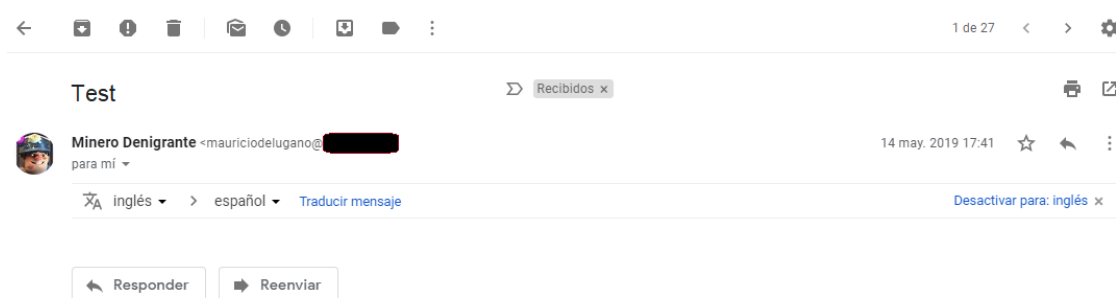 1 de 27
Test Recibidos ×
Minero Denigrante <mauriciodelugano@ 14 may. 2019 17:41
para mí
inglés > español Traducir mensaje Desactivar para: inglés ×
Responder Reenviar